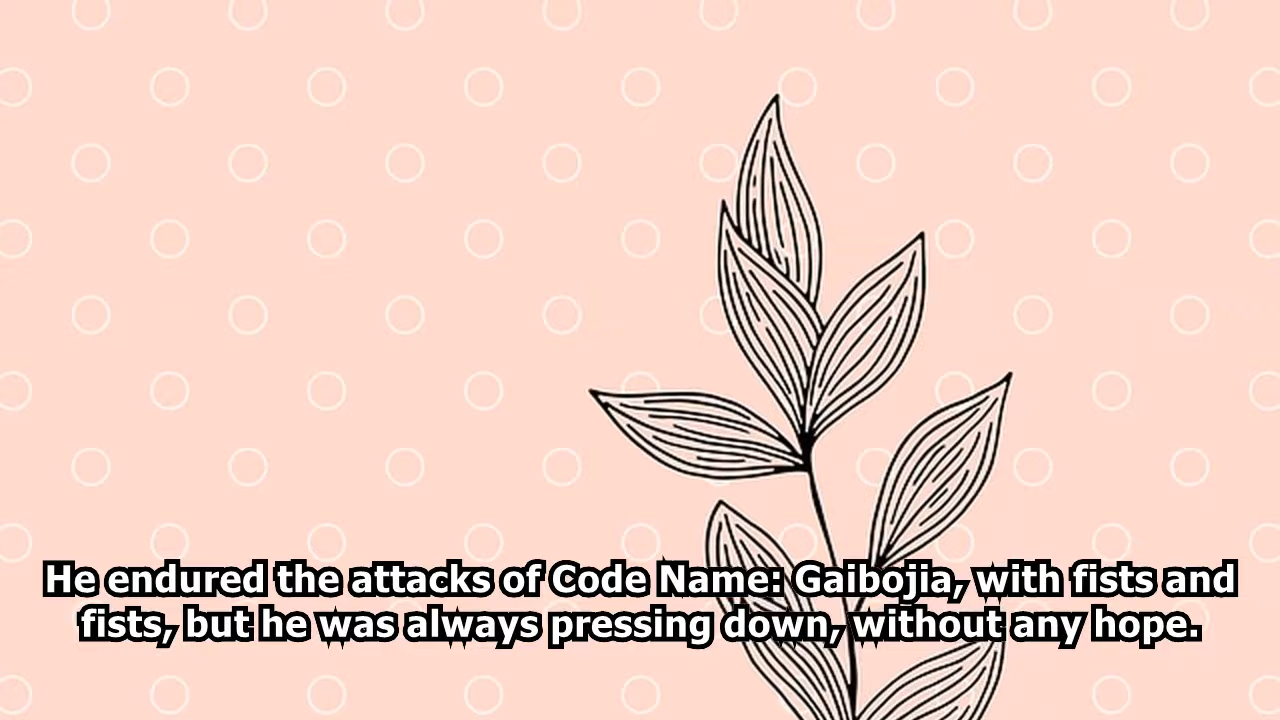 He endured the attacks of Code Name: Gaibojia, with fists and
fists, but he was always pressing down, without any hope.